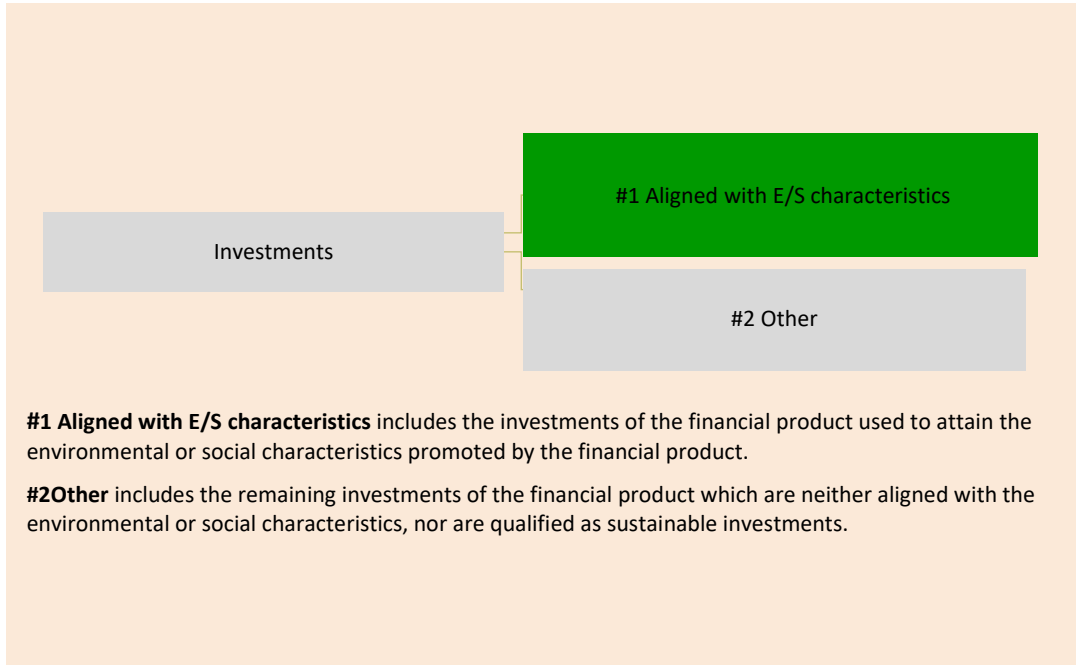 #1 Aligned with E/S characteristics
Investments
#2 Other
#1 Aligned with E/S characteristics includes the investments of the financial product used to attain the
environmental or social characteristics promoted by the financial product.
#2Other includes the remaining investments of the financial product which are neither aligned with the
environmental or social characteristics, nor are qualified as sustainable investments.